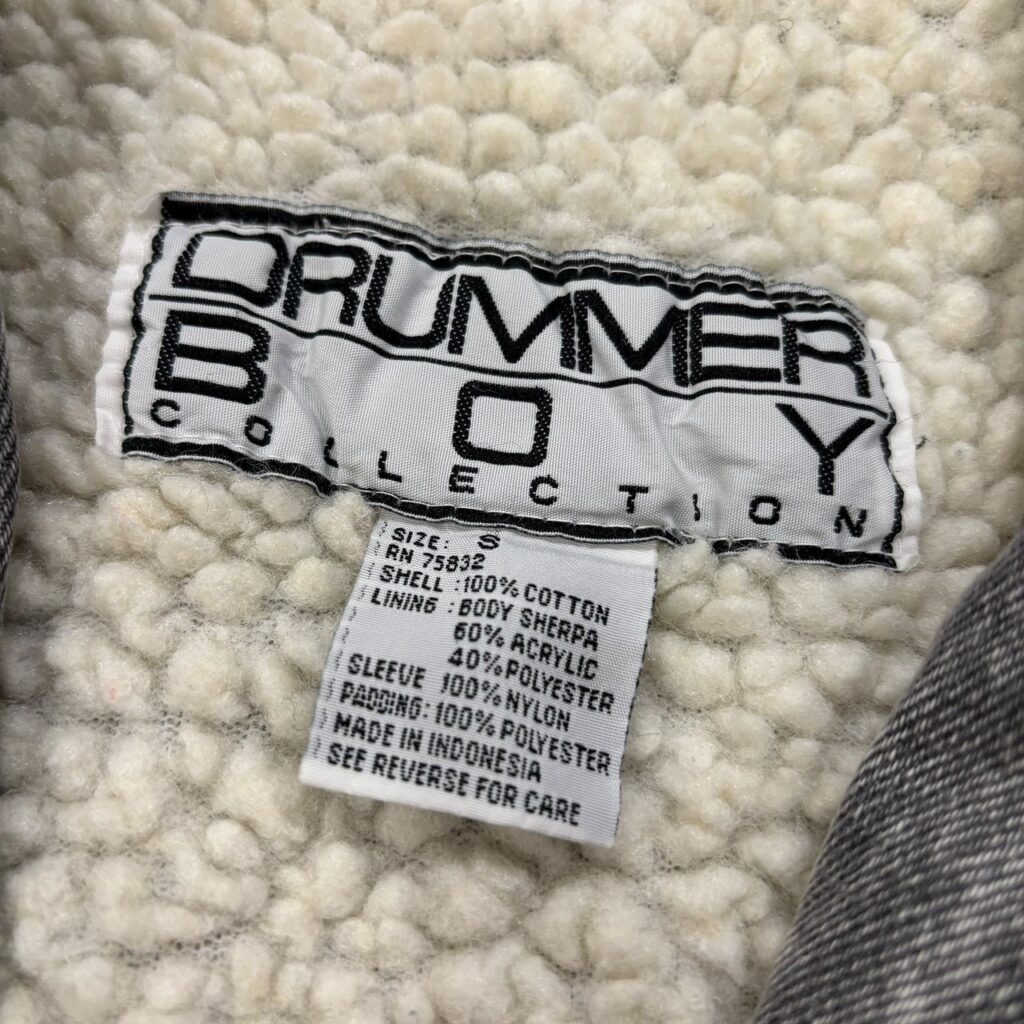 DRUMMER
BOY
COLLECTION
SIZE: S
RN 75832
SHELL :100% COTTON
LINING :BODY SHERPA
60% ACRYLIC
40% POLYESTER
SLEEVE 100% NYLON
PADDING: 100% POLYESTER
MADE IN INDONESIA
SEE REVERSE FOR CARE